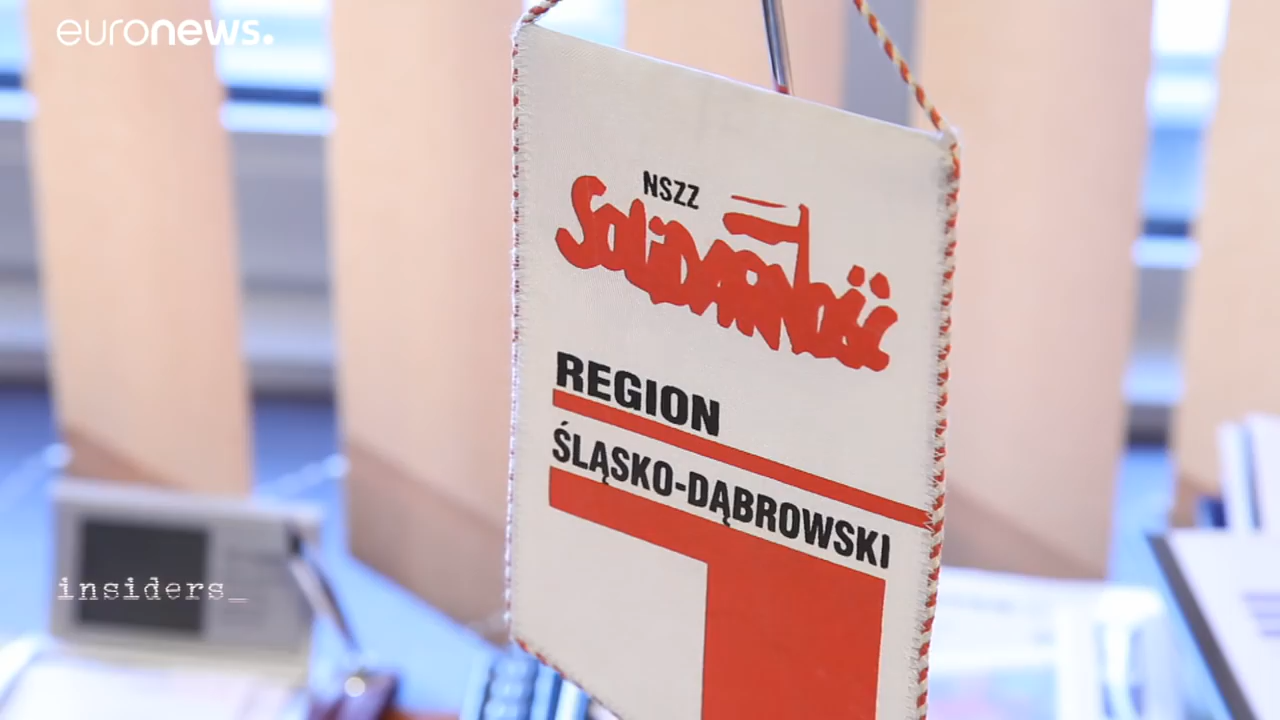 euronews.
NSZZ
Solidarność
REGION
ŚLĄSKO-DĄBROWSKI
insiders_